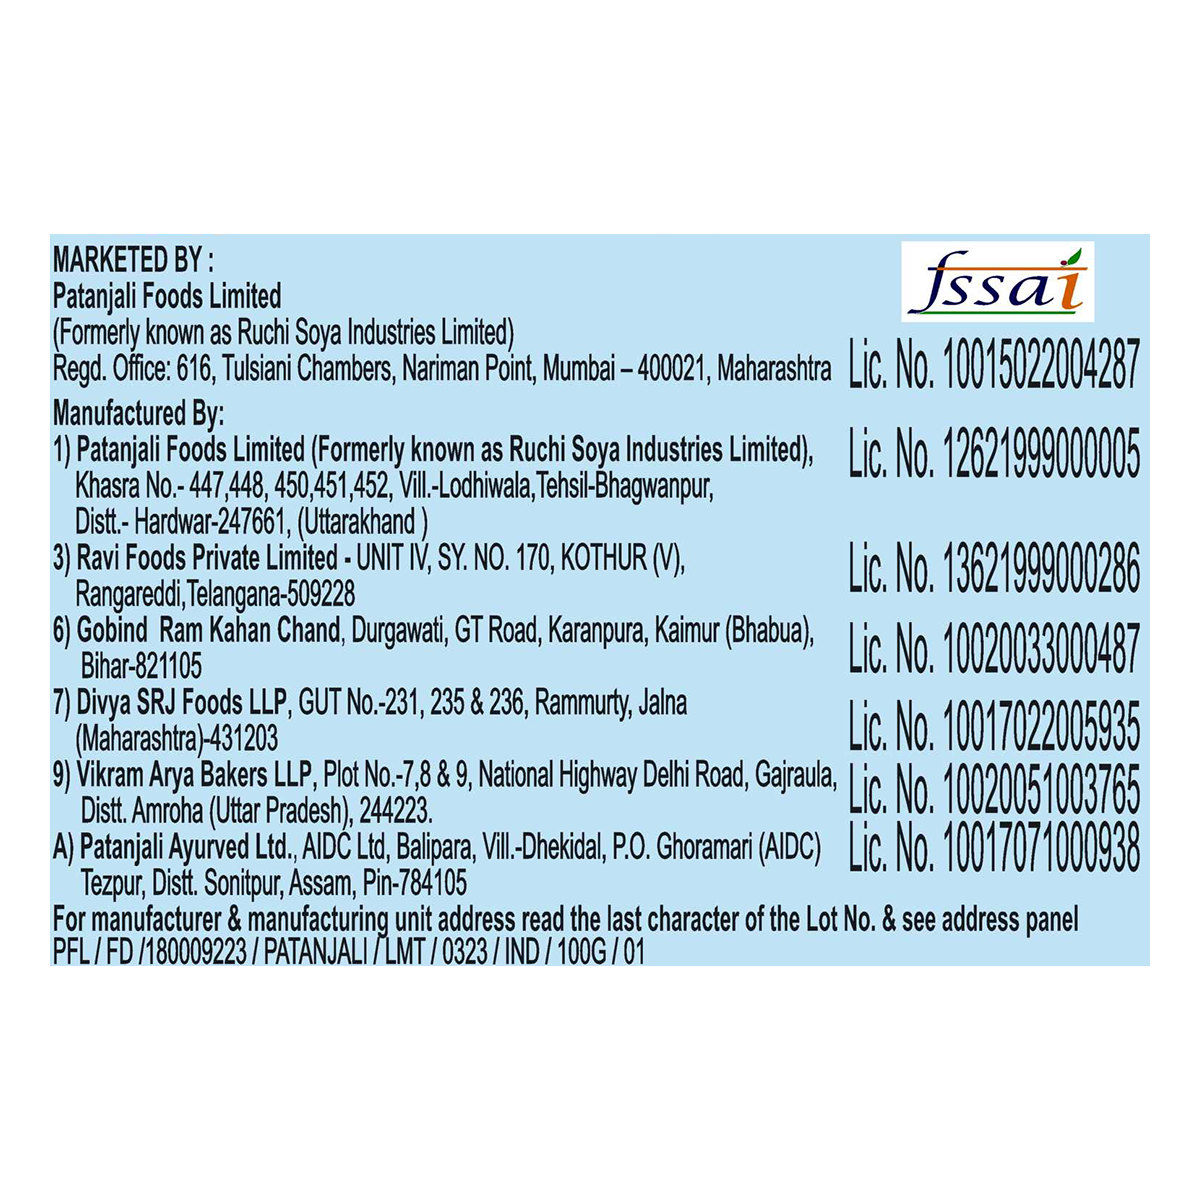 MARKETED BY :
fssai
Patanjali Foods Limited
(Formerly known as Ruchi Soya Industries Limited)
Regd. Office: 616, Tulsiani Chambers, Nariman Point, Mumbai – 400021, Maharashtra Lic. No. 10015022004287
Manufactured By:
1) Patanjali Foods Limited (Formerly known as Ruchi Soya Industries Limited), Lic. No. 12621999000005
Khasra No.- 447,448, 450,451,452, Vill.-Lodhiwala,Tehsil-Bhagwanpur,
Distt.- Hardwar-247661, (Uttarakhand )
3) Ravi Foods Private Limited - UNIT IV, SY. NO. 170, KOTHUR (V), Lic. No. 13621999000286
Rangareddi,Telangana-509228
6) Gobind Ram Kahan Chand, Durgawati, GT Road, Karanpura, Kaimur (Bhabua), Lic. No. 10020033000487
Bihar-821105
7) Divya SRJ Foods LLP, GUT No.-231, 235 & 236, Rammurty, Jalna Lic. No. 10017022005935
(Maharashtra)-431203
9) Vikram Arya Bakers LLP, Plot No.-7,8 & 9, National Highway Delhi Road, Gajraula, Lic. No. 10020051003765
Distt. Amroha (Uttar Pradesh), 244223.
A) Patanjali Ayurved Ltd., AIDC Ltd, Balipara, Vill.-Dhekidal, P.O. Ghoramari (AIDC) Lic. No. 10017071000938
Tezpur, Distt. Sonitpur, Assam, Pin-784105
For manufacturer & manufacturing unit address read the last character of the Lot No. & see address panel
PFL / FD /180009223 / PATANJALI / LMT / 0323 / IND / 100G / 01